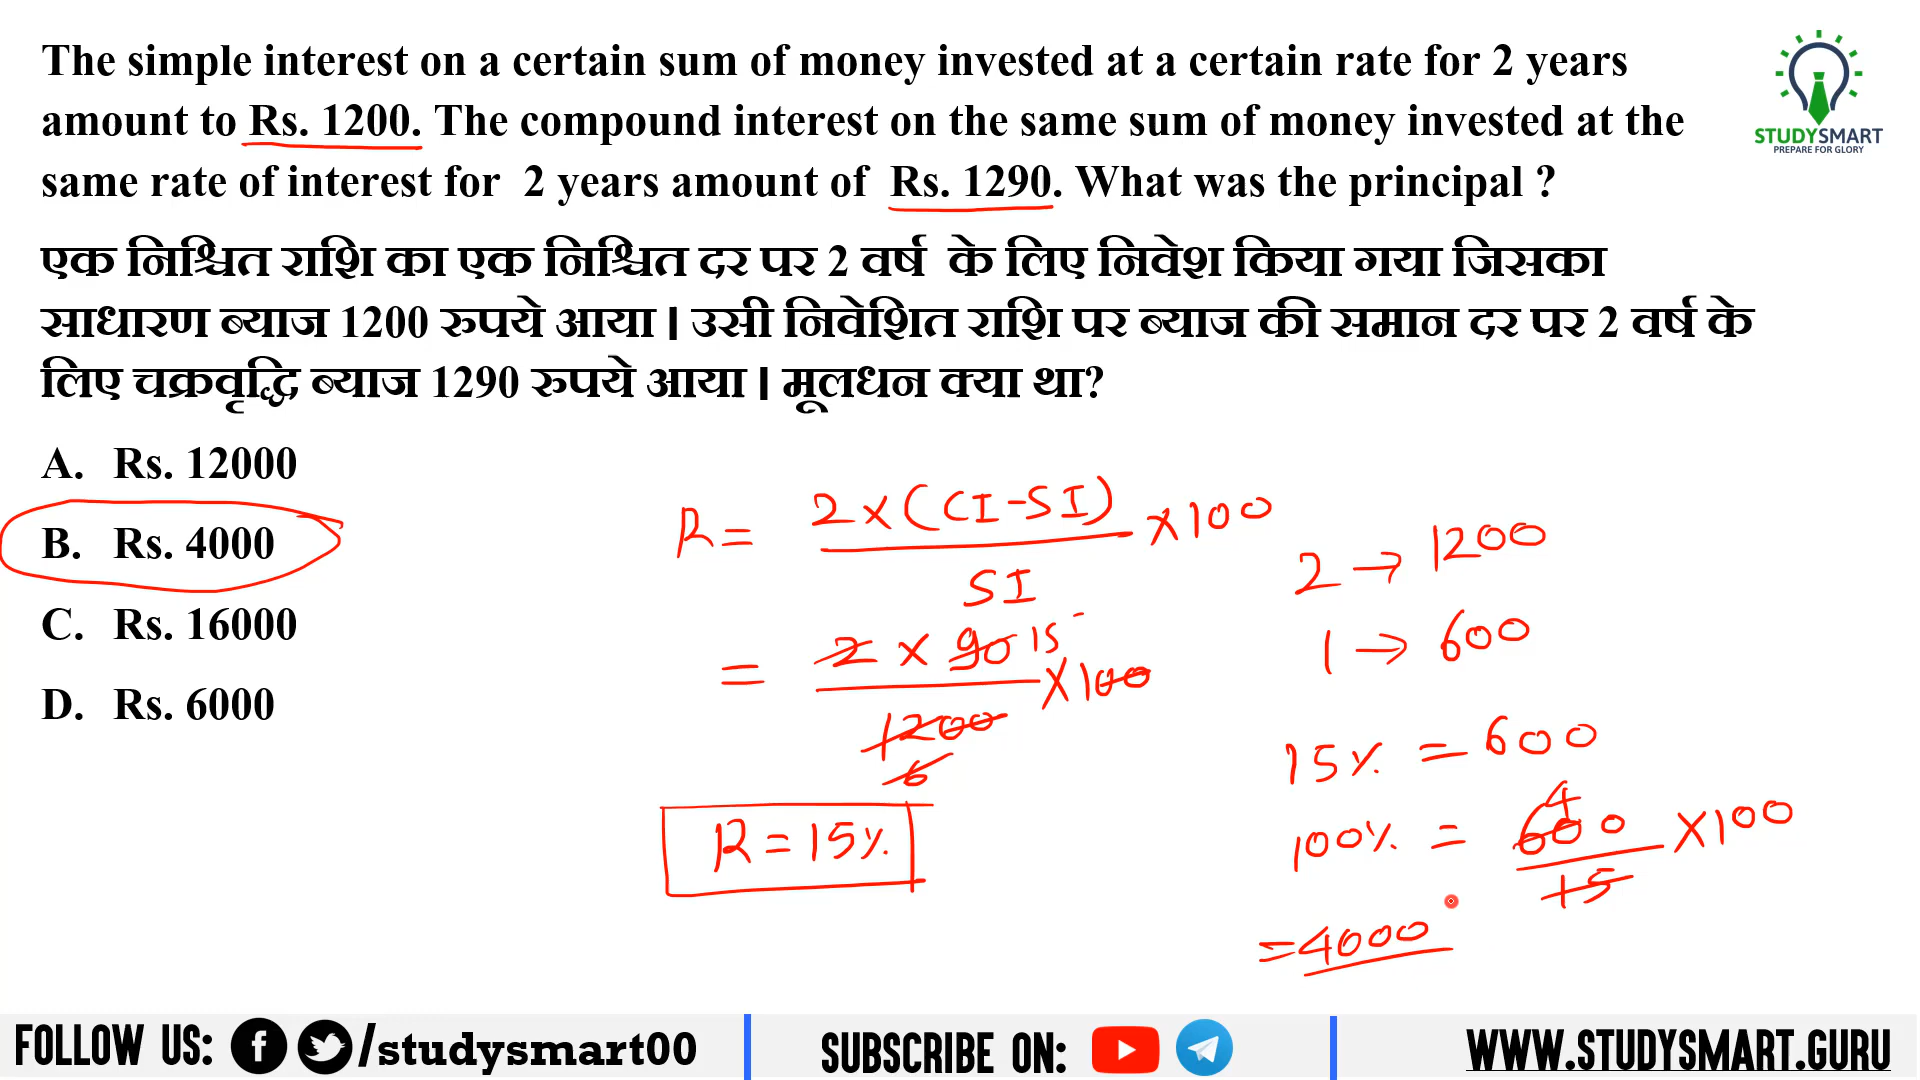 The simple interest on a certain sum of money invested at a certain rate for 2 years
amount to Rs. 1200. The compound interest on the same sum of money invested at the
same rate of interest for 2 years amount of Rs. 1290. What was the principal ?
STUDYSMART
PREPARE FOR GLORY
एक निश्चित राशि का एक निश्चित दर पर 2 वर्ष के लिए निवेश किया गया जिसका
साधारण ब्याज 1200 रुपये आया । उसी निवेशित राशि पर ब्याज की समान दर पर 2 वर्ष के
लिए चक्रवृद्धि ब्याज 1290 रुपये आया । मूलधन क्या था?
A. Rs. 12000
B. Rs. 4000
C. Rs. 16000
D. Rs. 6000
R = 2 × (CI - SI) × 100
SI
= 2 × 90 15 × 100
1200
6
R = 15%
2 → 1200
1 → 600
15% = 600
4
100% = 600 × 100
15
= 4000
FOLLOW US: /studysmart00
SUBSCRIBE ON:
WWW.STUDYSMART.GURU